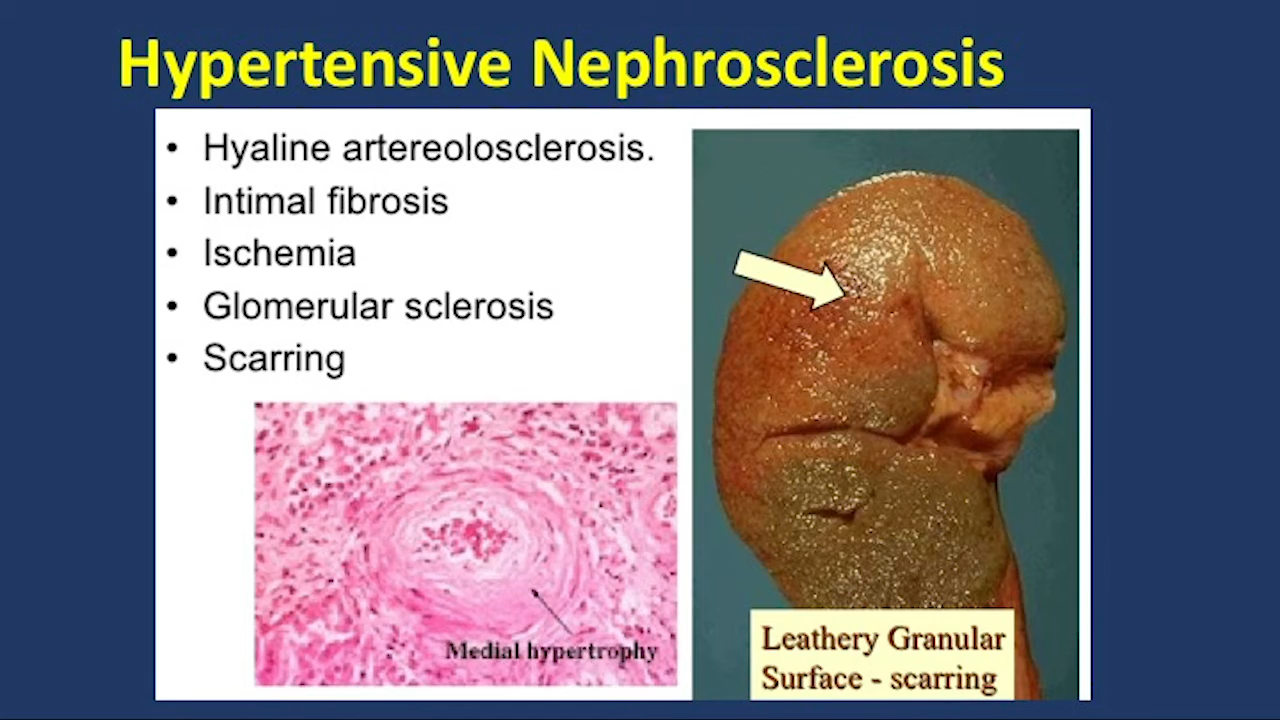 Hypertensive Nephrosclerosis
• Hyaline artereolosclerosis.
• Intimal fibrosis
• Ischemia
• Glomerular sclerosis
• Scarring
Medial hypertrophy
Leathery Granular
Surface - scarring